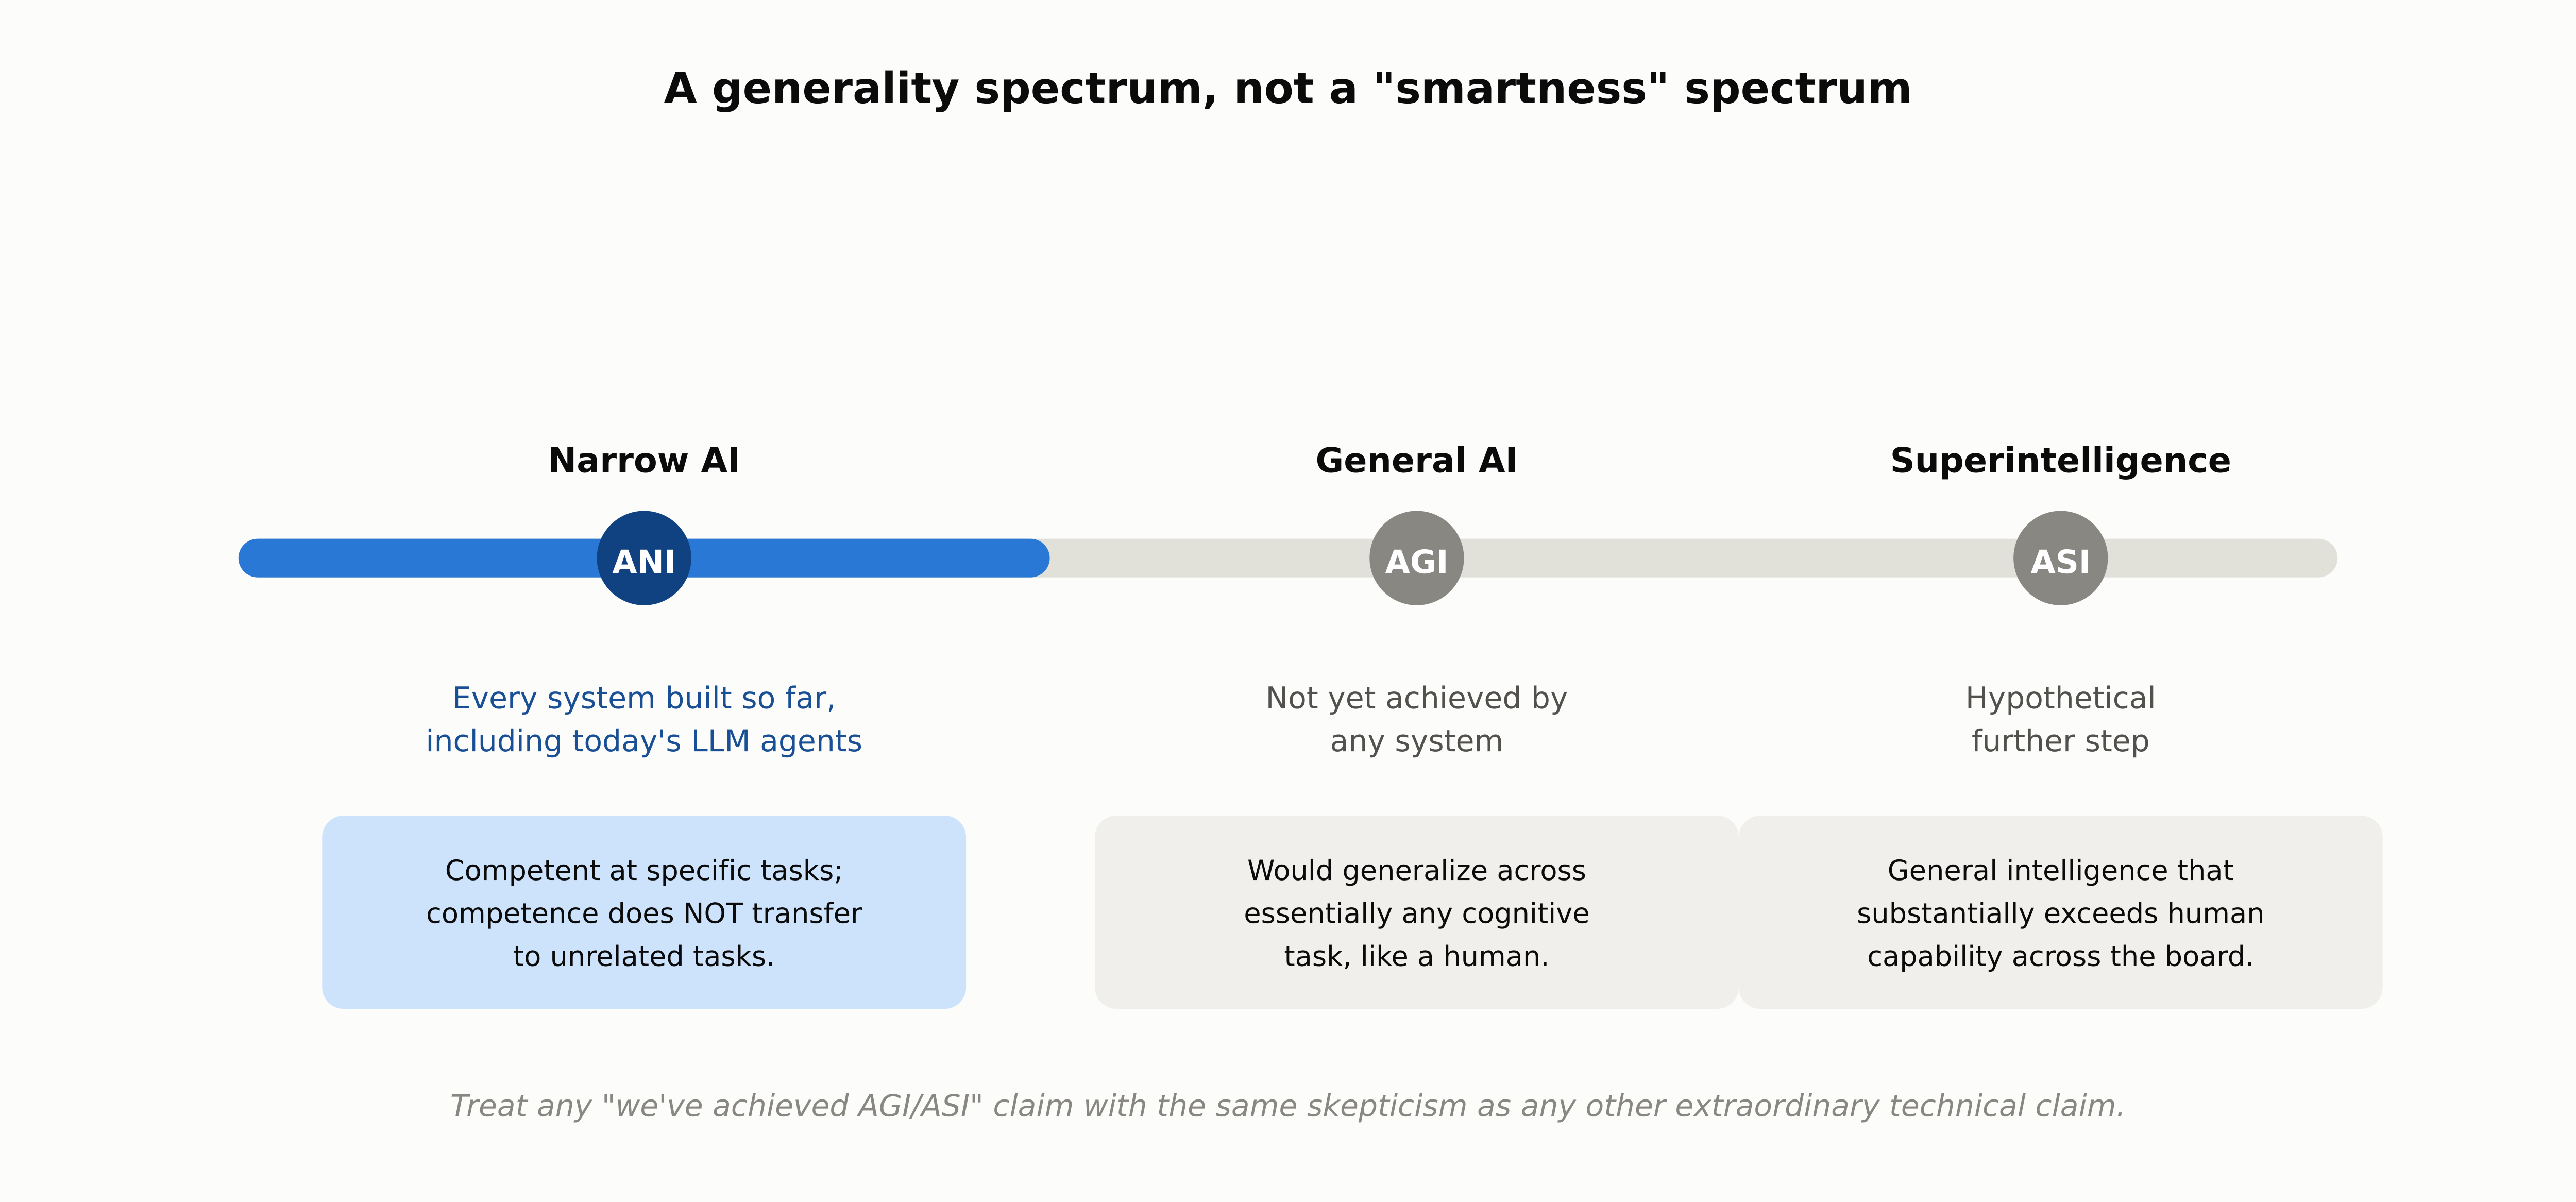 A generality spectrum, not a "smartness" spectrum
Narrow AI
General AI
Superintelligence
ANI
AGI
ASI
Every system built so far,
including today's LLM agents
Not yet achieved by
any system
Hypothetical
further step
Competent at specific tasks;
competence does NOT transfer
to unrelated tasks.
Would generalize across
essentially any cognitive
task, like a human.
General intelligence that
substantially exceeds human
capability across the board.
Treat any "we've achieved AGI/ASI" claim with the same skepticism as any other extraordinary technical claim.